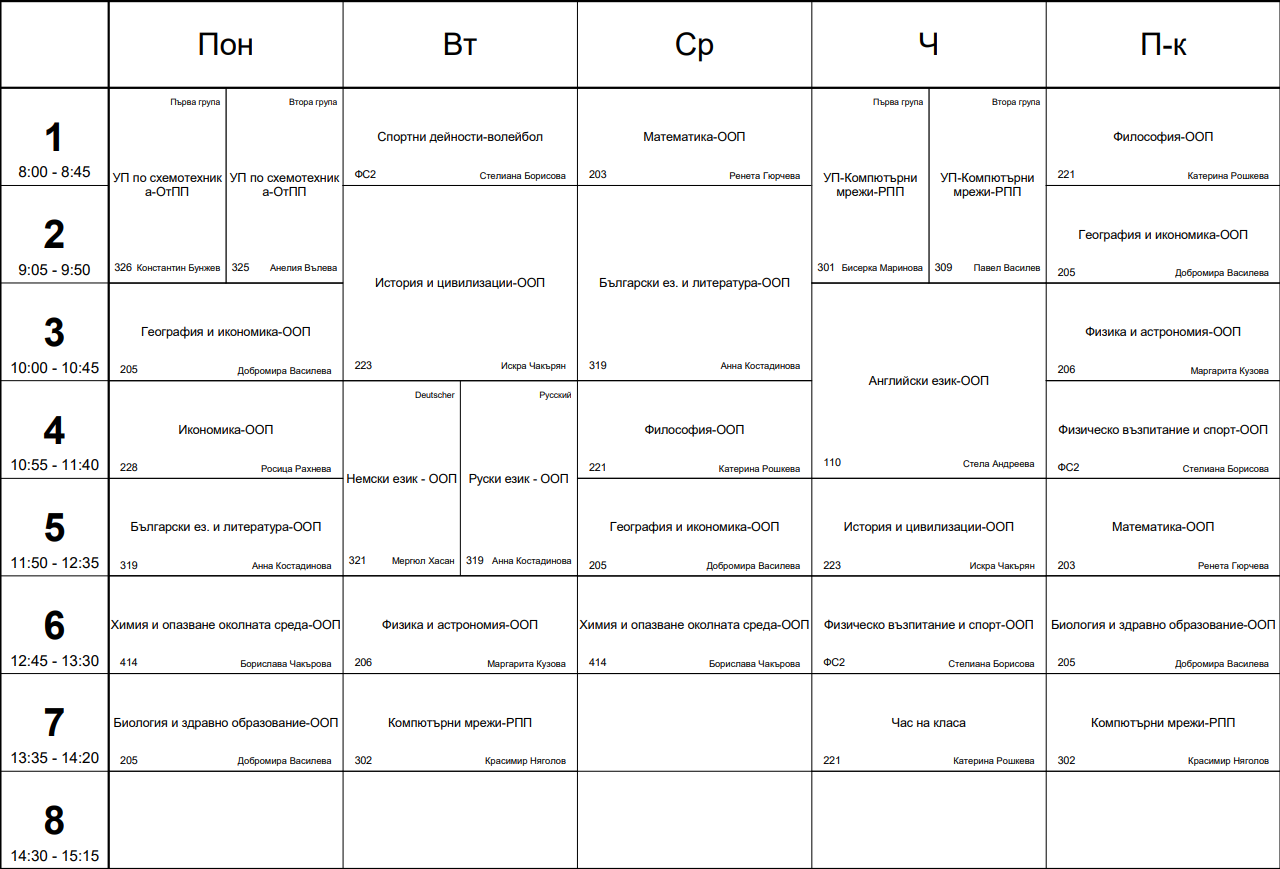 Пон
Вт
Ср
Ч
П-к
1
8:00 - 8:45
Първа група
УП по схемотехник
а-ОтПП
326 Константин Бунжев
Втора група
УП по схемотехник
а-ОтПП
325 Анелия Вълева
Спортни дейности-волейбол
ФС2 Стелиана Борисова
Математика-ООП
203 Ренета Гюрчева
Първа група
УП-Компютърни
мрежи-РПП
301 Бисерка Маринова
Втора група
УП-Компютърни
мрежи-РПП
309 Павел Василев
Философия-ООП
221 Катерина Рошкева
2
9:05 - 9:50
История и цивилизации-ООП
223 Искра Чакърян
Български ез. и литература-ООП
319 Анна Костадинова
География и икономика-ООП
205 Добромира Василева
3
10:00 - 10:45
География и икономика-ООП
205 Добромира Василева
Английски език-ООП
110 Стела Андреева
Физика и астрономия-ООП
206 Маргарита Кузова
4
10:55 - 11:40
Икономика-ООП
228 Росица Рахнева
Deutscher
Немски език - ООП
321 Мергюл Хасан
Русский
Руски език - ООП
319 Анна Костадинова
Философия-ООП
221 Катерина Рошкева
Физическо възпитание и спорт-ООП
ФС2 Стелиана Борисова
5
11:50 - 12:35
Български ез. и литература-ООП
319 Анна Костадинова
География и икономика-ООП
205 Добромира Василева
История и цивилизации-ООП
223 Искра Чакърян
Математика-ООП
203 Ренета Гюрчева
6
12:45 - 13:30
Химия и опазване околната среда-ООП
414 Борислава Чакърова
Физика и астрономия-ООП
206 Маргарита Кузова
Химия и опазване околната среда-ООП
414 Борислава Чакърова
Физическо възпитание и спорт-ООП
ФС2 Стелиана Борисова
Биология и здравно образование-ООП
205 Добромира Василева
7
13:35 - 14:20
Биология и здравно образование-ООП
205 Добромира Василева
Компютърни мрежи-РПП
302 Красимир Няголов
Час на класа
221 Катерина Рошкева
Компютърни мрежи-РПП
302 Красимир Няголов
8
14:30 - 15:15